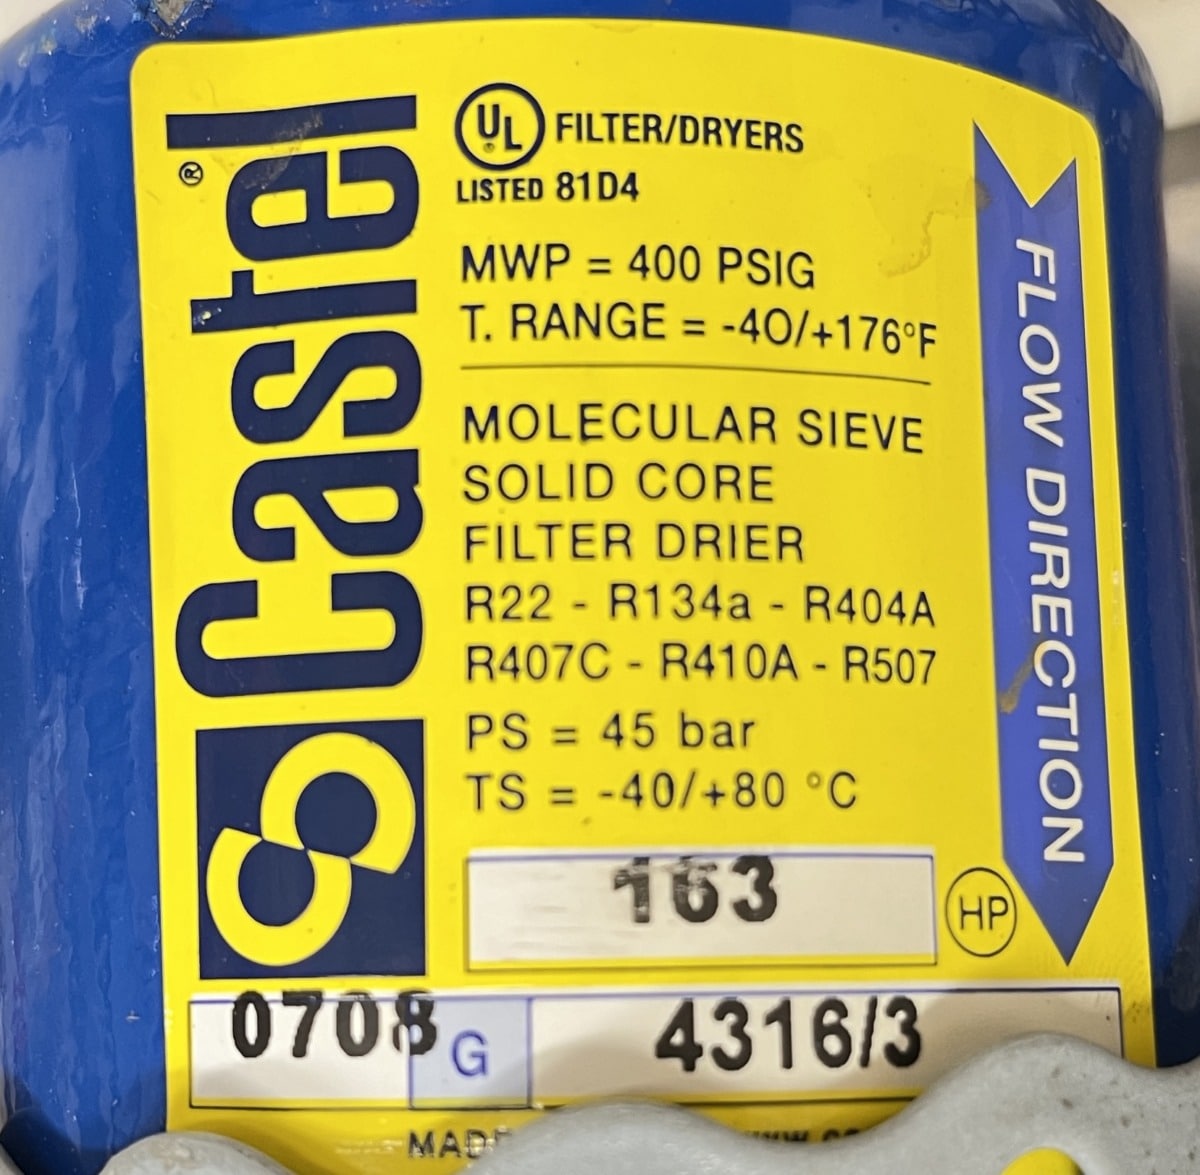 Castel®
UL FILTER/DRYERS
LISTED 81D4
MWP = 400 PSIG
T. RANGE = -40/+176°F
MOLECULAR SIEVE
SOLID CORE
FILTER DRIER
R22 - R134a - R404A
R407C - R410A - R507
PS = 45 bar
TS = -40/+80 °C
163
HP
FLOW DIRECTION
0708 G 4316/3